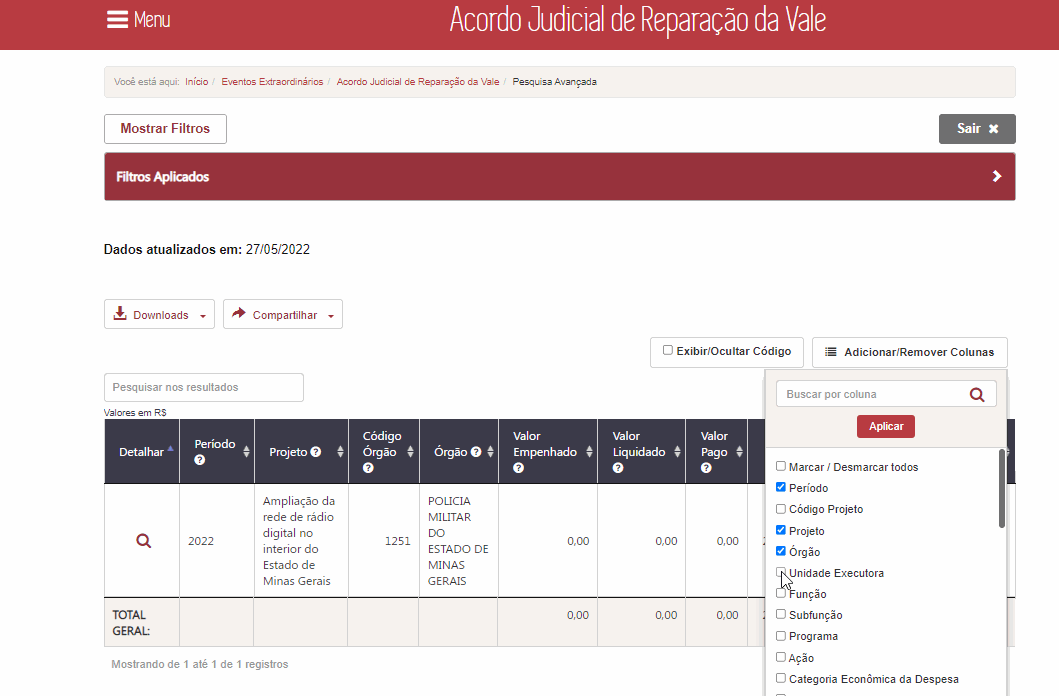 Menu
Acordo Judicial de Reparação da Vale
Você está aqui: Início / Eventos Extraordinários / Acordo Judicial de Reparação da Vale / Pesquisa Avançada
Mostrar Filtros
Sair ✖
Filtros Aplicados
Dados atualizados em: 27/05/2022
Downloads
Compartilhar
Exibir/Ocultar Código
Adicionar/Remover Colunas
Pesquisar nos resultados
Valores em R$
Detalhar
Período
Projeto
Código
Órgão
Órgão
Valor
Empenhado
Valor
Liquidado
Valor
Pago
2022
Ampliação da
rede de rádio
digital no
interior do
Estado de
Minas Gerais
1251
POLICIA
MILITAR
DO
ESTADO DE
MINAS
GERAIS
0,00
0,00
0,00
TOTAL
GERAL:
0,00
0,00
0,00
Mostrando de 1 até 1 de 1 registros
Buscar por coluna
Aplicar
Marcar / Desmarcar todos
Período
Código Projeto
Projeto
Órgão
Unidade Executora
Função
Subfunção
Programa
Ação
Categoria Econômica da Despesa